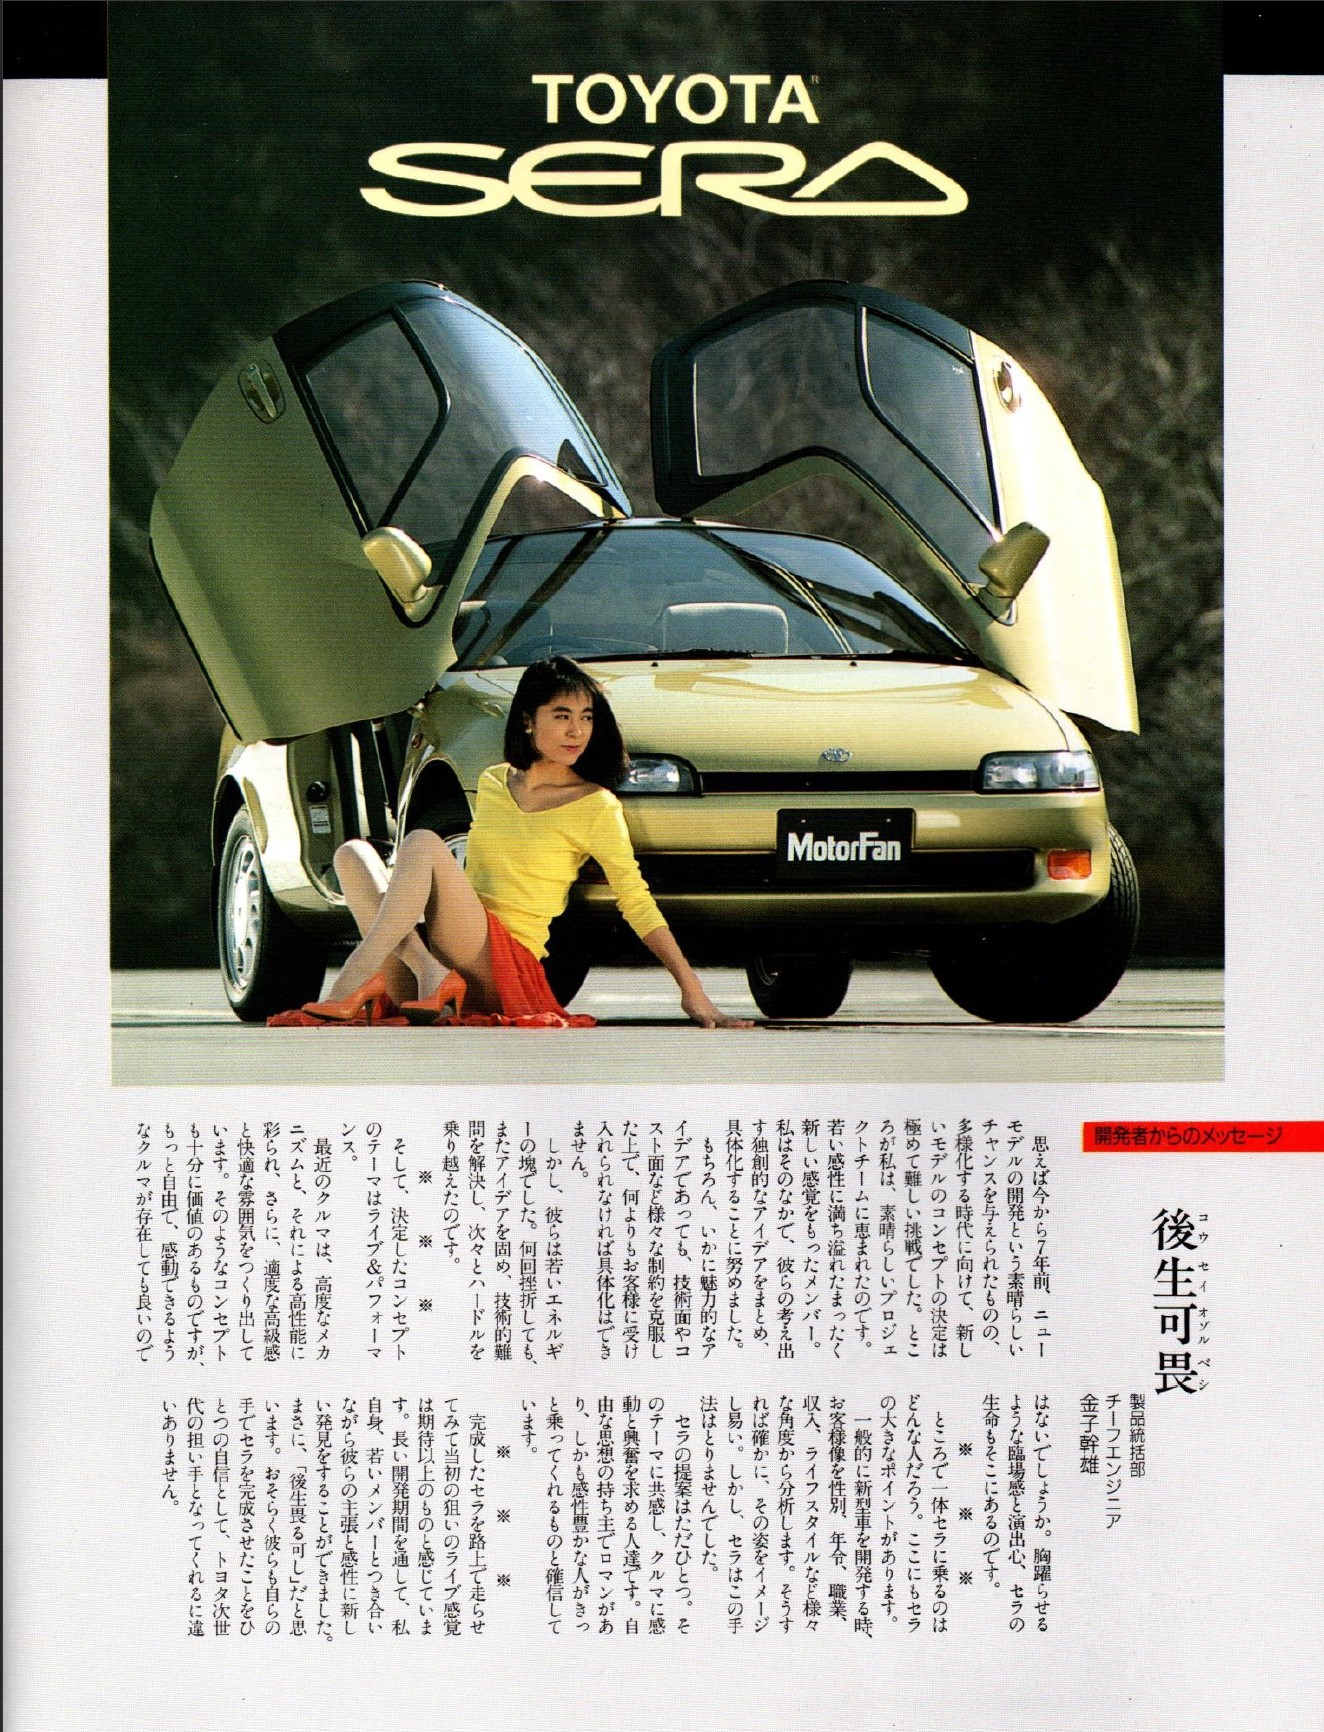 TOYOTA
SERA
MotorFan
開発者からのメッセージ
後生可畏
コウセイオソルベシ
製品統括部
チーフエンジニア
金子幹雄
思えば今から7年前、ニュー
モデルの開発という素晴らしい
チャンスを与えられたものの、
多様化する時代に向けて、新し
いモデルのコンセプトの決定は
極めて難しい挑戦でした。とこ
ろが私は、素晴らしいプロジェ
クトチームに恵まれたのです。
若い感性に満ち溢れたまったく
新しい感覚をもったメンバー。
私はそのなかで、彼らの考え出
す独創的なアイデアをまとめ、
具体化することに努めました。
もちろん、いかに魅力的なア
イデアであっても、技術面やコ
スト面など様々な制約を克服し
た上で、何よりもお客様に受け
入れられなければ具体化はでき
ません。
しかし、彼らは若いエネルギ
ーの塊でした。何回挫折しても、
またアイデアを固め、技術的難
問を解決し、次々とハードルを
乗り越えたのです。
※ ※ ※
そして、決定したコンセプト
のテーマはライブ&パフォーマ
ンス。
最近のクルマは、高度なメカ
ニズムと、それによる高性能に
彩られ、さらに、適度な高級感
と快適な雰囲気をつくり出して
います。そのようなコンセプト
も十分に価値のあるものですが、
もっと自由で、感動できるよう
なクルマが存在しても良いので
はないでしょうか。胸躍らせる
ような臨場感と演出心、セラの
生命もそこにあるのです。
※ ※ ※
ところで一体セラに乗るのは
どんな人だろう。ここにもセラ
の大きなポイントがあります。
一般的に新型車を開発する時、
お客様像を性別、年令、職業、
収入、ライフスタイルなど様々
な角度から分析します。そうす
れば確かに、その姿をイメージ
し易い。しかし、セラはこの手
法はとりませんでした。
セラの提案はただひとつ。そ
のテーマに共感し、クルマに感
動と興奮を求める人達です。自
由な思想の持ち主でロマンがあ
り、しかも感性豊かな人がきっ
と乗ってくれるものと確信して
います。
※ ※ ※
完成したセラを路上で走らせ
てみて当初の狙いのライブ感覚
は期待以上のものと感じていま
す。長い開発期間を通して、私
自身、若いメンバーとつき合い
ながら彼らの主張と感性に新し
い発見をすることができました。
まさに、「後生畏る可し」だと思
います。おそらく彼らも自らの
手でセラを完成させたことをひ
とつの自信として、トヨタ次世
代の担い手となってくれるに違
いありません。